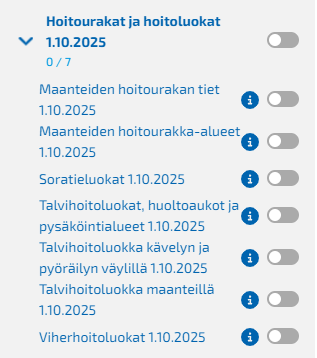 Hoitourakat ja hoitoluokat
1.10.2025
0 / 7
Maanteiden hoitourakan tiet
1.10.2025
Maanteiden hoitourakka-alueet
1.10.2025
Soratieluokat 1.10.2025
Talvihoitoluokat, huoltoaukot ja
pysäköintialueet 1.10.2025
Talvihoitoluokka kävelyn ja
pyöräilyn väylillä 1.10.2025
Talvihoitoluokka maanteillä
1.10.2025
Viherhoitoluokat 1.10.2025